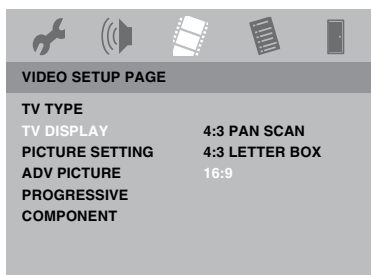 VIDEO SETUP PAGE
TV TYPE
TV DISPLAY 4:3 PAN SCAN
PICTURE SETTING 4:3 LETTER BOX
ADV PICTURE 16:9
PROGRESSIVE
COMPONENT